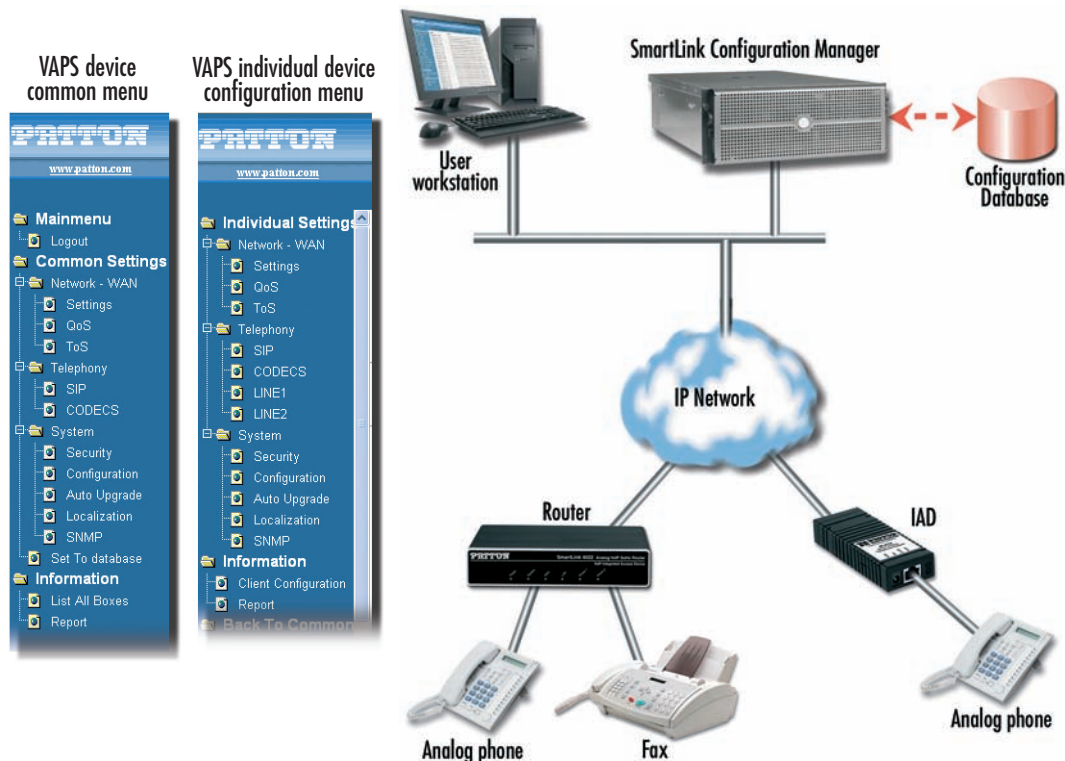 VAPS device
common menu
PATTON
www.patton.com
Mainmenu
Logout
Common Settings
Network - WAN
Settings
QoS
ToS
Telephony
SIP
CODECS
System
Security
Configuration
Auto Upgrade
Localization
SNMP
Set To database
Information
List All Boxes
Report
VAPS individual device
configuration menu
PATTON
www.patton.com
Individual Settings
Network - WAN
Settings
QoS
ToS
Telephony
SIP
CODECS
LINE1
LINE2
System
Security
Configuration
Auto Upgrade
Localization
SNMP
Information
Client Configuration
Report
Back To Common
User
workstation
SmartLink Configuration Manager
Configuration
Database
IP Network
Router
PATTON
IAD
Analog phone
Fax
Analog phone